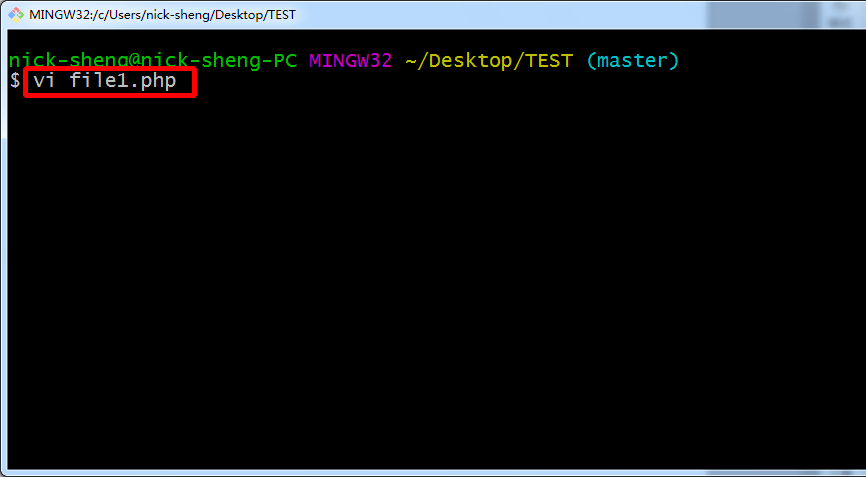 MINGW32:/c/Users/nick-sheng/Desktop/TEST
nick-sheng@nick-sheng-PC MINGW32 ~/Desktop/TEST (master)
$ vi file1.php